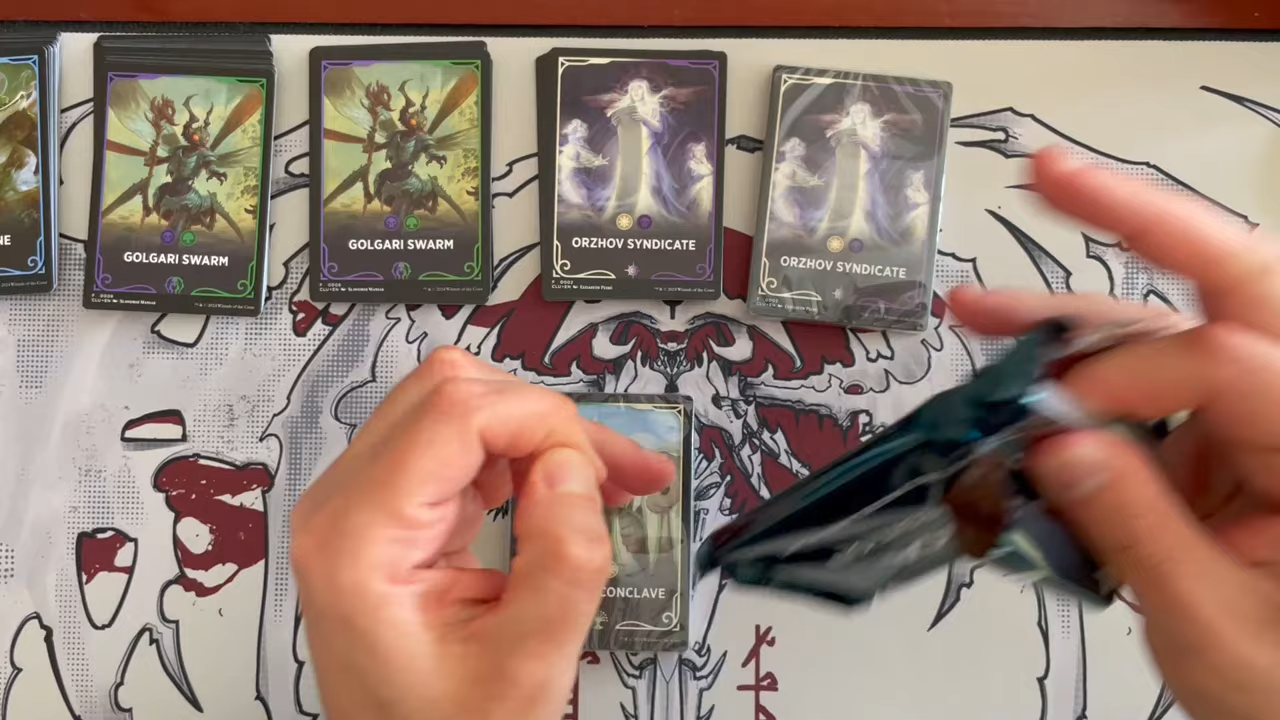 NE
GOLGARI SWARM
GOLGARI SWARM
ORZHOV SYNDICATE
ORZHOV SYNDICATE
CONCLAVE